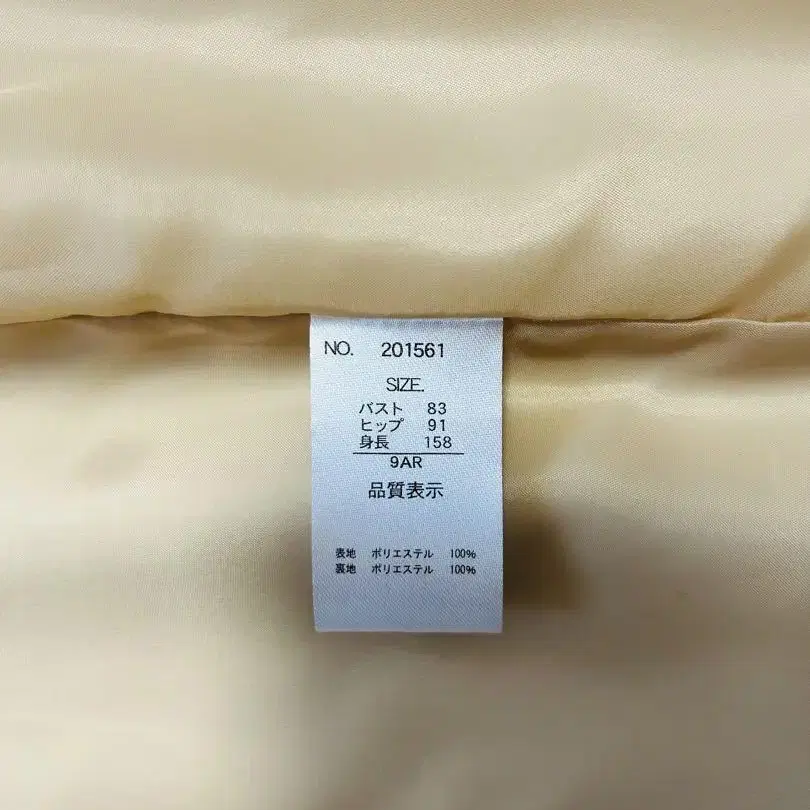 NO. 201561
SIZE.
バスト 83
ヒップ 91
身長 158
9AR
品質表示
表地 ポリエステル 100%
裏地 ポリエステル 100%